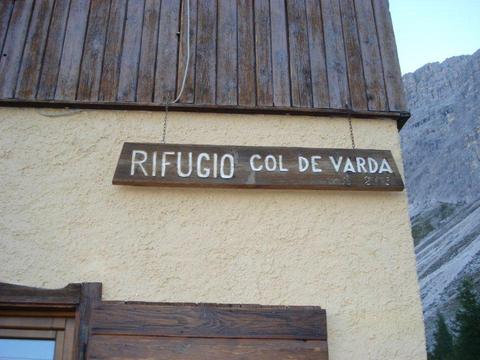 RIFUGIO COL DE VARDA